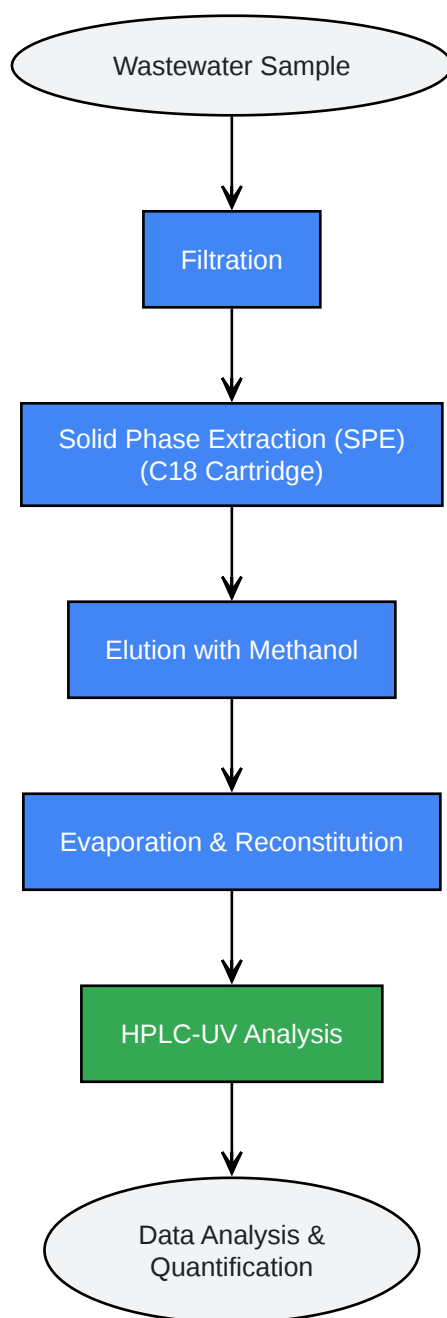 Wastewater Sample
Filtration
Solid Phase Extraction (SPE)
(C18 Cartridge)
Elution with Methanol
Evaporation & Reconstitution
HPLC-UV Analysis
Data Analysis &
Quantification